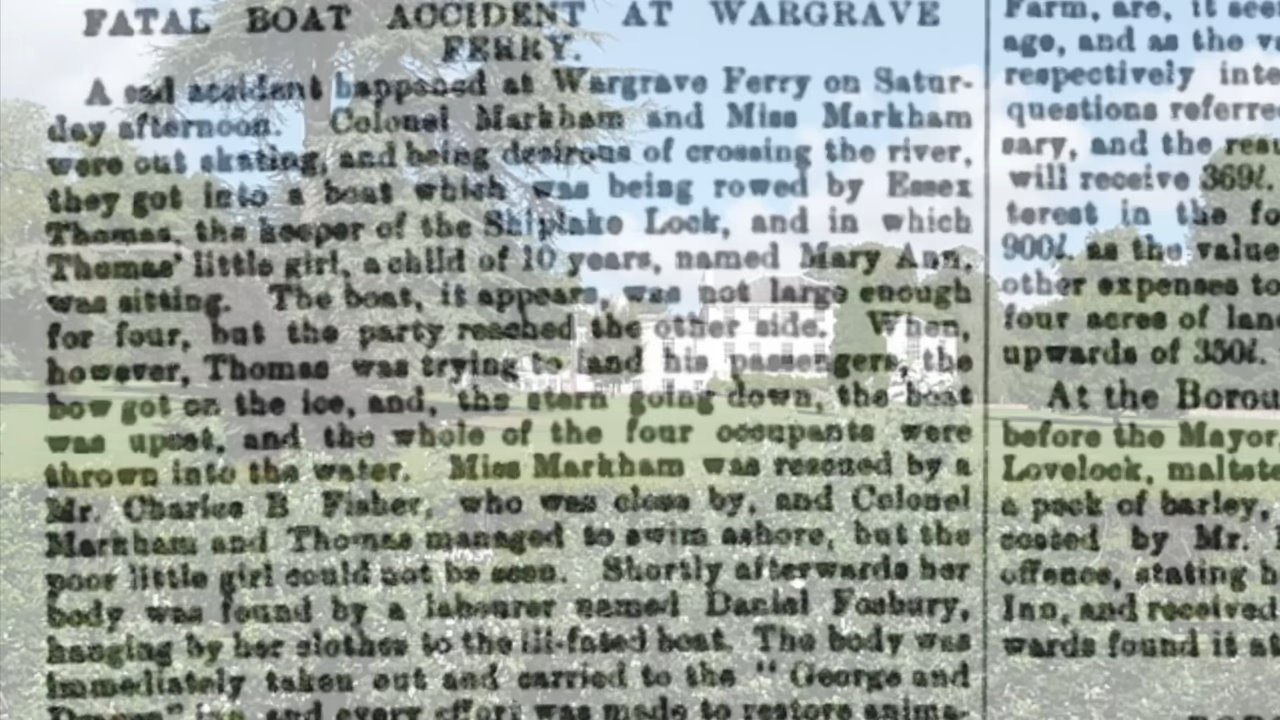 FATAL BOAT ACCIDENT AT WARGRAVE
FERRY.
A sad accident happened at Wargrave Ferry on Satur-
day afternoon. Colonel Markham and Miss Markham
were out skating, and being desirous of crossing the river,
they got into a boat which was being rowed by Essex
Thomas, the keeper of the Shiplake Lock, and in which
Thomas' little girl, a child of 10 years, named Mary Ann,
was sitting. The boat, it appears, was not large enough
for four, but the party reached the other side. When,
however, Thomas was trying to land his passengers, the
bow got on the ice, and, the stern going down, the boat
was upset, and the whole of the four occupants were
thrown into the water. Miss Markham was rescued by a
Mr. Charles B Fisher, who was close by, and Colonel
Markham and Thomas managed to swim ashore, but the
poor little girl could not be seen. Shortly afterwards her
body was found by a labourer named Daniel Fosbury,
hanging by her clothes to the ill-fated boat. The body was
immediately taken out and carried to the "George and
Dragon" inn, and every effort was made to restore anima-
Farm, are, it
age, and as the
respectively
questions
sary, and the
will receive 369l.
terest in the
900l. as the value
other expenses to
four acres of
upwards of 350l.
At the
before the Mayor
Lovelock,
a peck of barley,
by Mr.
offence, stating
Inn, and received
wards found it